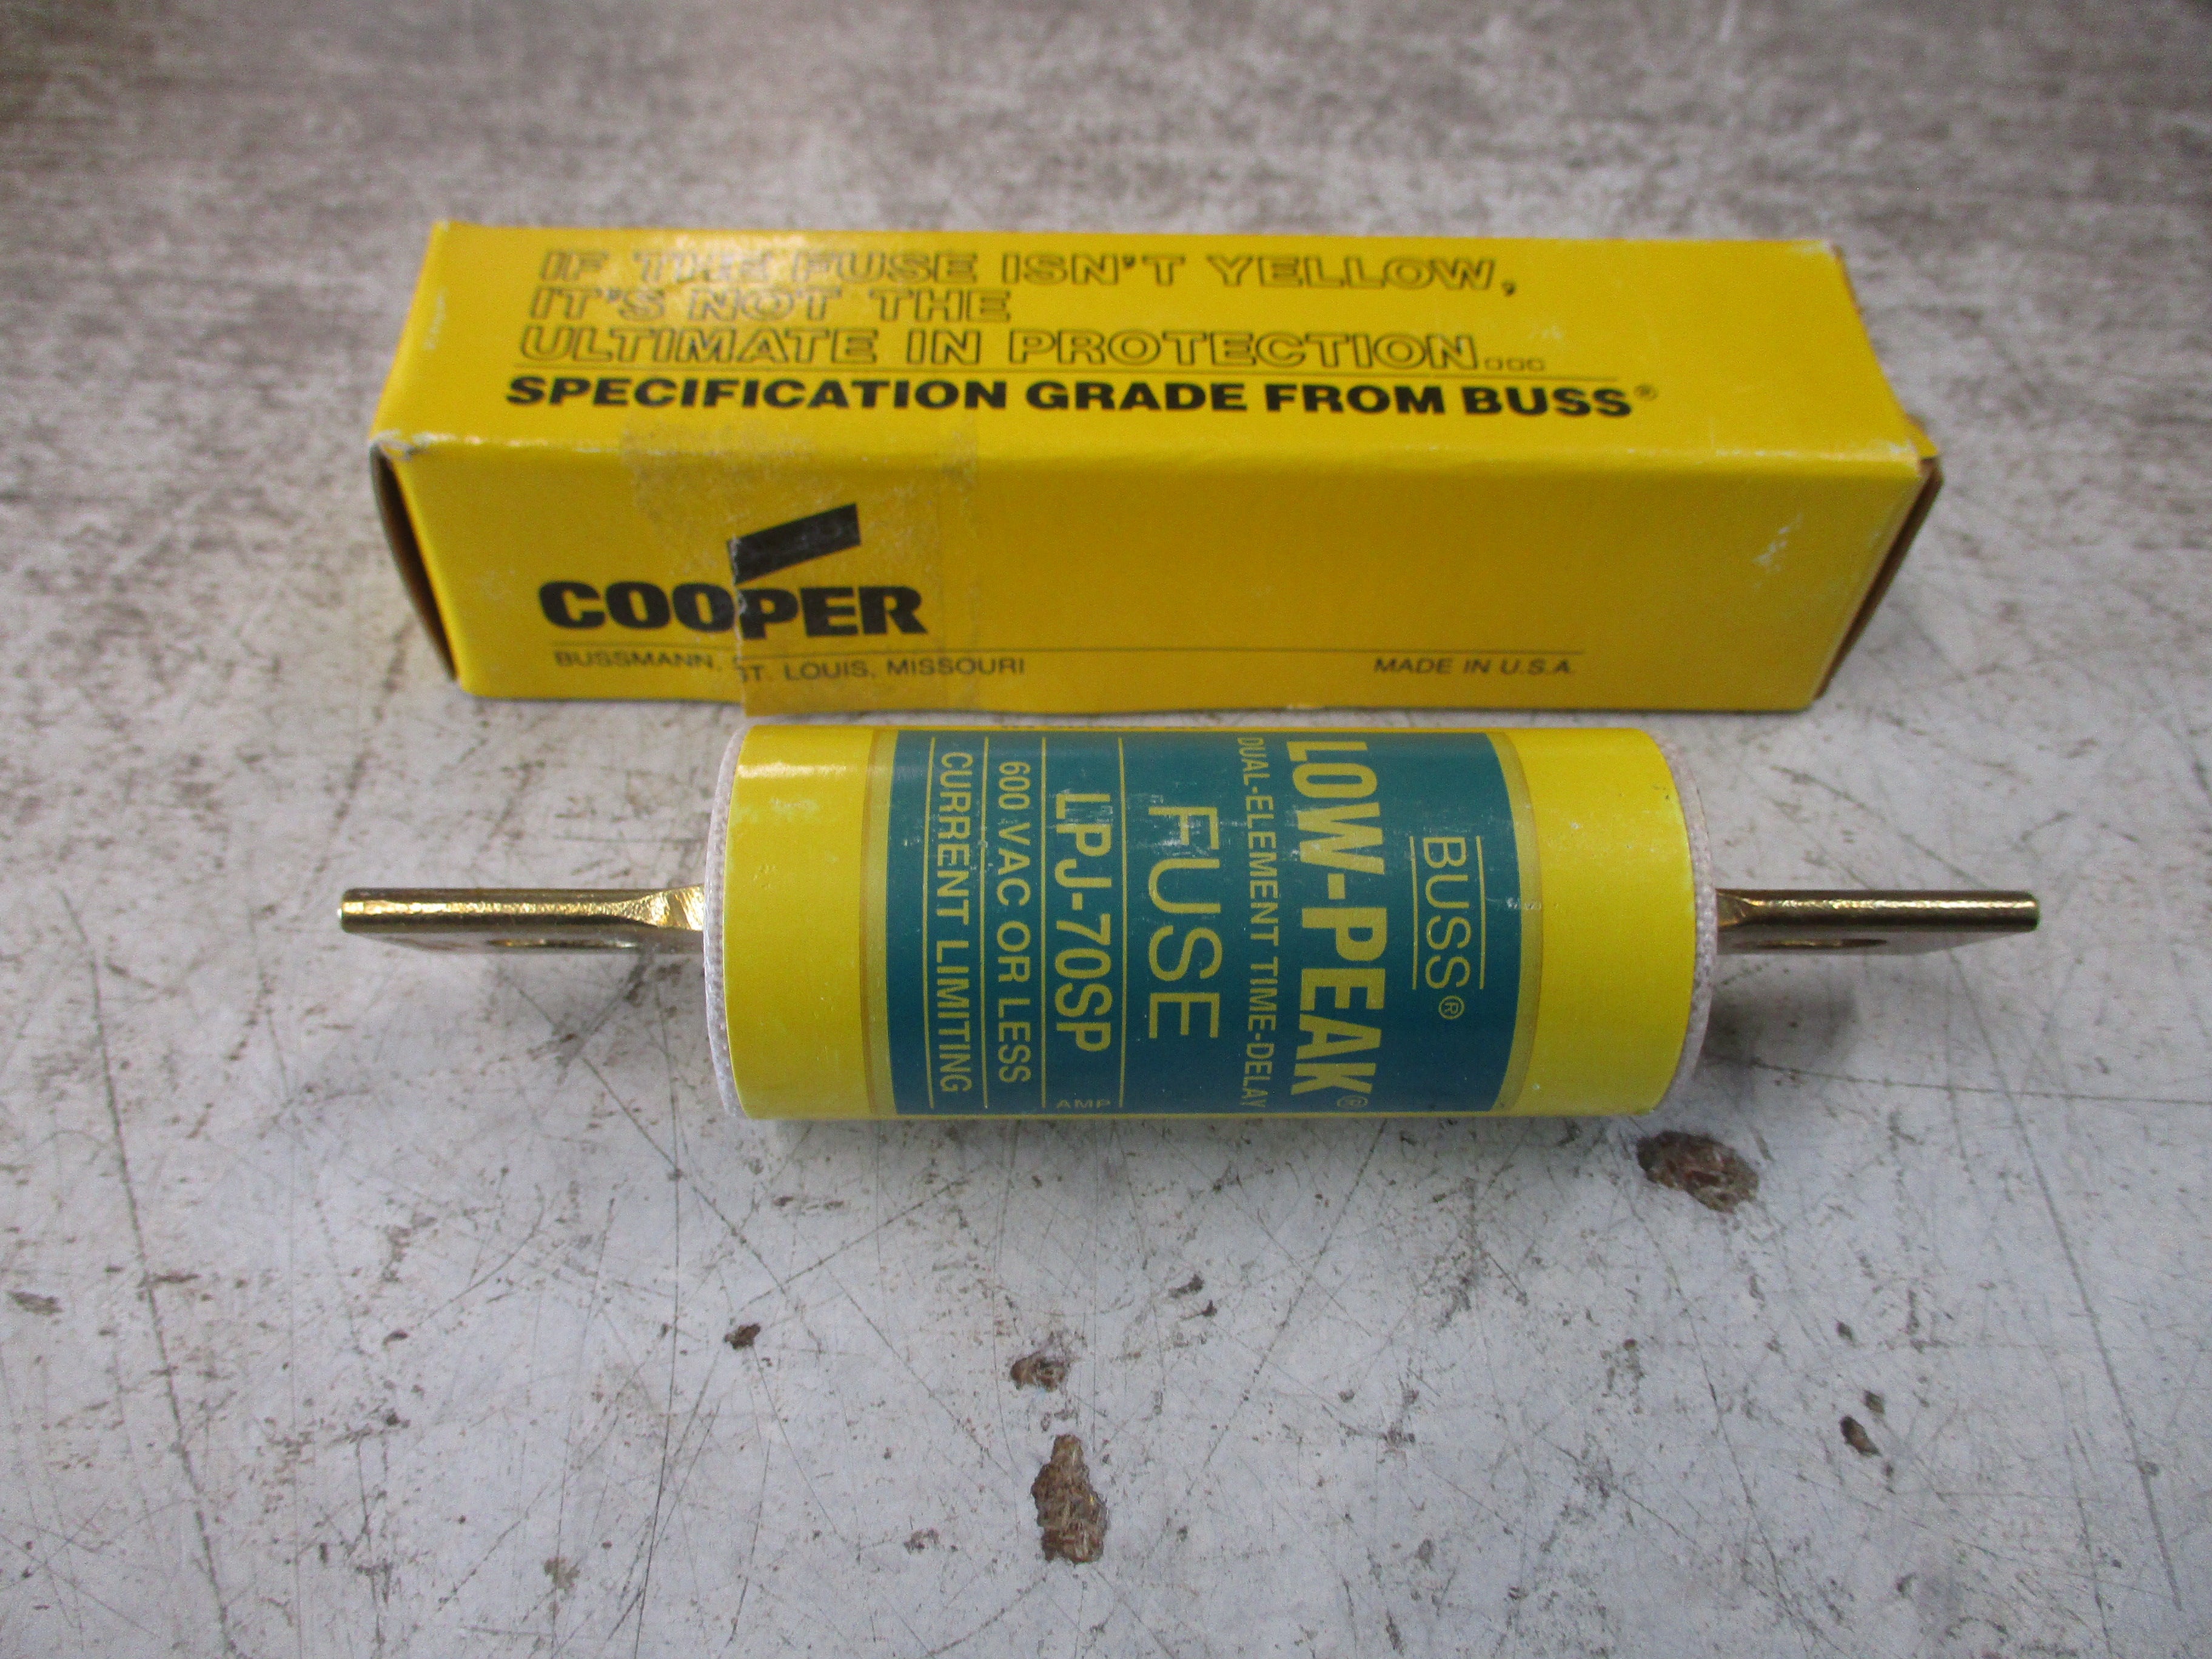 IF THE FUSE ISN'T YELLOW,
IT'S NOT THE
ULTIMATE IN PROTECTION...
SPECIFICATION GRADE FROM BUSS®
COOPER
BUSSMANN, ST. LOUIS, MISSOURI
MADE IN U.S.A.
BUSS®
LOW-PEAK®
DUAL-ELEMENT TIME-DELAY
FUSE
LPJ-70SP
AMP
600 VAC OR LESS
CURRENT LIMITING